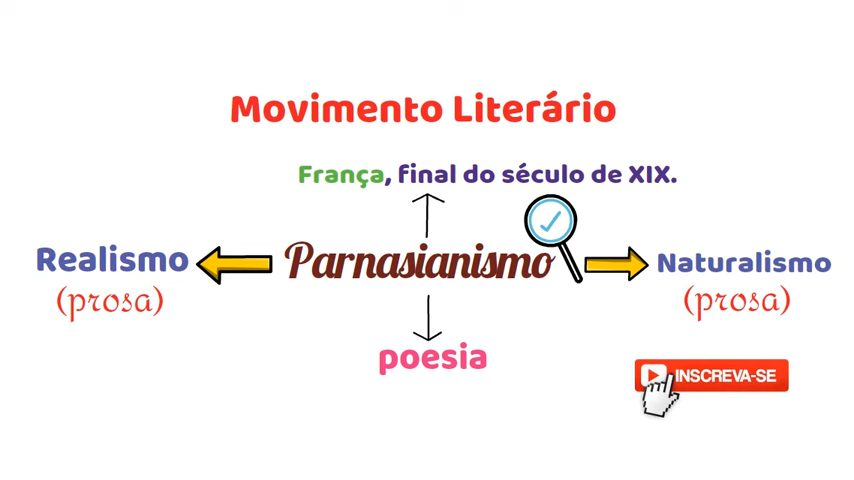 Movimento Literário
França, final do século de XIX.
Realismo
(prosa)
Parnasianismo
Naturalismo
(prosa)
poesia
INSCREVA-SE